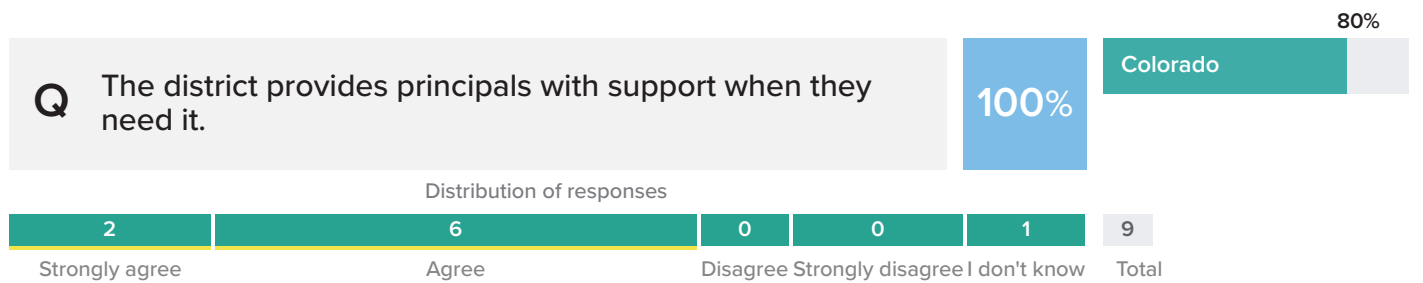 80%
Q The district provides principals with support when they
need it.
100%
Colorado
Distribution of responses
2 6 0 0 1 9
Strongly agree Agree Disagree Strongly disagree I don't know Total